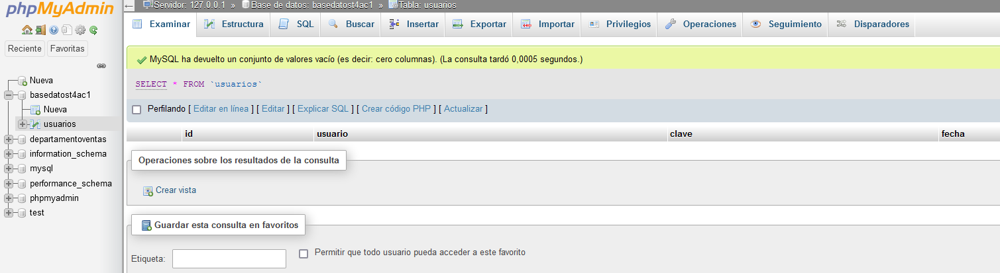 phpMyAdmin
Servidor: 127.0.0.1 » Base de datos: basedatost4ac1 » Tabla: usuarios
Examinar Estructura SQL Buscar Insertar Exportar Importar Privilegios Operaciones Seguimiento Disparadores
Reciente Favoritas
Nueva
basedatost4ac1
Nueva
usuarios
departamentoventas
information_schema
mysql
performance_schema
phpmyadmin
test
MySQL ha devuelto un conjunto de valores vacío (es decir: cero columnas). (La consulta tardó 0,0005 segundos.)
SELECT * FROM `usuarios`
Perfilando [ Editar en línea ] [ Editar ] [ Explicar SQL ] [ Crear código PHP ] [ Actualizar ]
id usuario clave fecha
Operaciones sobre los resultados de la consulta
Crear vista
Guardar esta consulta en favoritos
Etiqueta: Permitir que todo usuario pueda acceder a este favorito